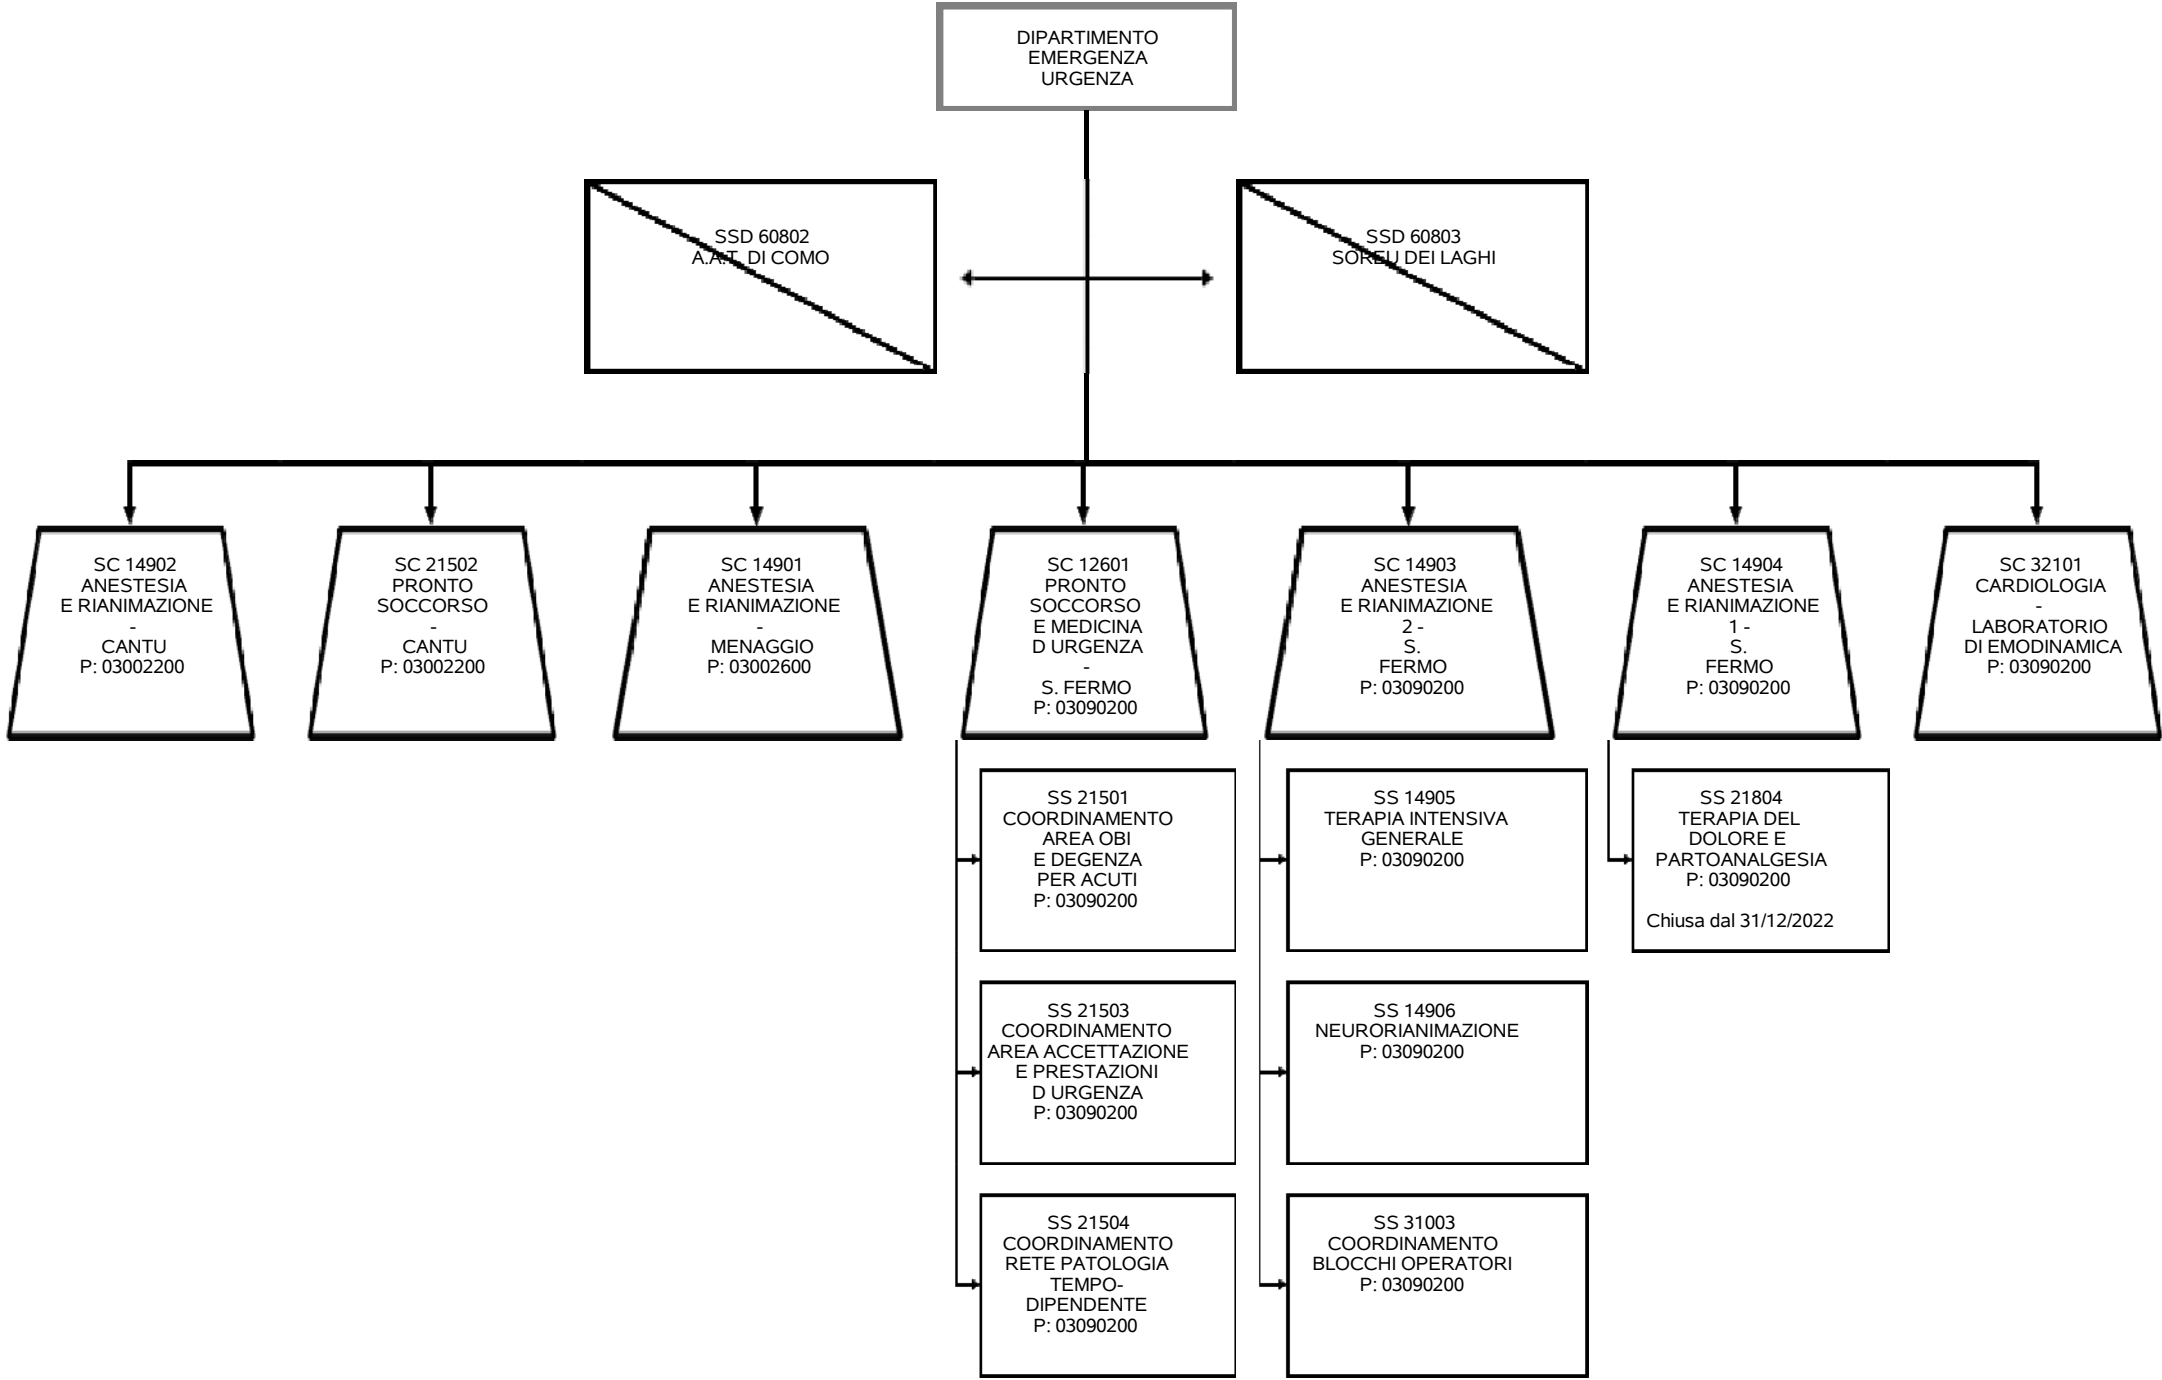 DIPARTIMENTO
EMERGENZA
URGENZA
SSD 60802
A.A.T. DI COMO
SSD 60803
SOREU DEI LAGHI
SC 14902
ANESTESIA
E RIANIMAZIONE
-
CANTU
P: 03002200
SC 21502
PRONTO
SOCCORSO
-
CANTU
P: 03002200
SC 14901
ANESTESIA
E RIANIMAZIONE
-
MENAGGIO
P: 03002600
SC 12601
PRONTO
SOCCORSO
E MEDICINA
D URGENZA
-
S. FERMO
P: 03090200
SC 14903
ANESTESIA
E RIANIMAZIONE
2 -
S.
FERMO
P: 03090200
SC 14904
ANESTESIA
E RIANIMAZIONE
1 -
S.
FERMO
P: 03090200
SC 32101
CARDIOLOGIA
-
LABORATORIO
DI EMODINAMICA
P: 03090200
SS 21501
COORDINAMENTO
AREA OBI
E DEGENZA
PER ACUTI
P: 03090200
SS 14905
TERAPIA INTENSIVA
GENERALE
P: 03090200
SS 21804
TERAPIA DEL
DOLORE E
PARTOANALGESIA
P: 03090200
Chiusa dal 31/12/2022
SS 21503
COORDINAMENTO
AREA ACCETTAZIONE
E PRESTAZIONI
D URGENZA
P: 03090200
SS 14906
NEURORIANIMAZIONE
P: 03090200
SS 21504
COORDINAMENTO
RETE PATOLOGIA
TEMPO-
DIPENDENTE
P: 03090200
SS 31003
COORDINAMENTO
BLOCCHI OPERATORI
P: 03090200